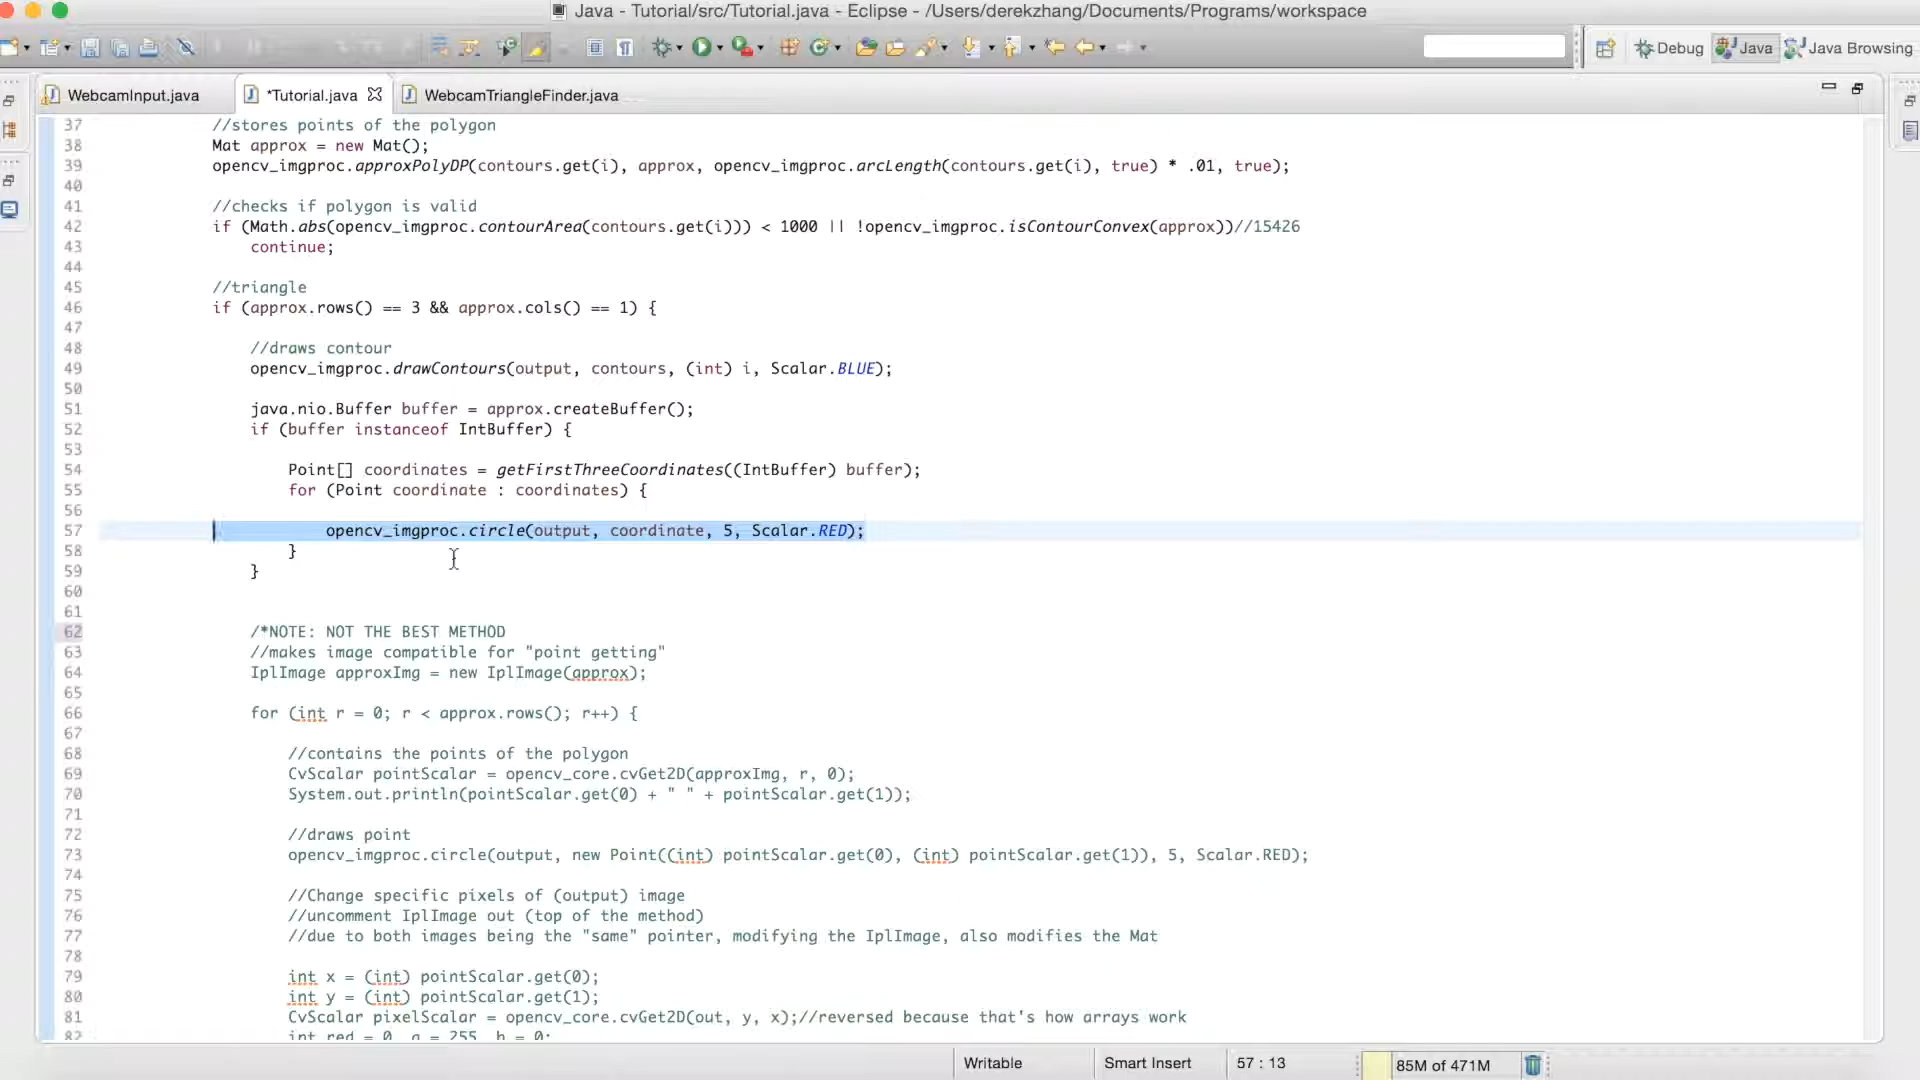 Java - Tutorial/src/Tutorial.java - Eclipse - /Users/derekzhang/Documents/Programs/workspace
Debug Java Java Browsing
WebcamInput.java *Tutorial.java WebcamTriangleFinder.java
37 //stores points of the polygon
38 Mat approx = new Mat();
39 opencv_imgproc.approxPolyDP(contours.get(i), approx, opencv_imgproc.arcLength(contours.get(i), true) * .01, true);
40
41 //checks if polygon is valid
42 if (Math.abs(opencv_imgproc.contourArea(contours.get(i))) < 1000 || !opencv_imgproc.isContourConvex(approx))//15426
43 continue;
44
45 //triangle
46 if (approx.rows() == 3 && approx.cols() == 1) {
47
48 //draws contour
49 opencv_imgproc.drawContours(output, contours, (int) i, Scalar.BLUE);
50
51 java.nio.Buffer buffer = approx.createBuffer();
52 if (buffer instanceof IntBuffer) {
53
54 Point[] coordinates = getFirstThreeCoordinates((IntBuffer) buffer);
55 for (Point coordinate : coordinates) {
56
57 opencv_imgproc.circle(output, coordinate, 5, Scalar.RED);
58 }
59 }
60
61
62 /*NOTE: NOT THE BEST METHOD
63 //makes image compatible for "point getting"
64 IplImage approxImg = new IplImage(approx);
65
66 for (int r = 0; r < approx.rows(); r++) {
67
68 //contains the points of the polygon
69 CvScalar pointScalar = opencv_core.cvGet2D(approxImg, r, 0);
70 System.out.println(pointScalar.get(0) + " " + pointScalar.get(1));
71
72 //draws point
73 opencv_imgproc.circle(output, new Point((int) pointScalar.get(0), (int) pointScalar.get(1)), 5, Scalar.RED);
74
75 //Change specific pixels of (output) image
76 //uncomment IplImage out (top of the method)
77 //due to both images being the "same" pointer, modifying the IplImage, also modifies the Mat
78
79 int x = (int) pointScalar.get(0);
80 int y = (int) pointScalar.get(1);
81 CvScalar pixelScalar = opencv_core.cvGet2D(out, y, x);//reversed because that's how arrays work
82 int red = 0, g = 255, b = 0;
Writable Smart Insert 57 : 13 85M of 471M